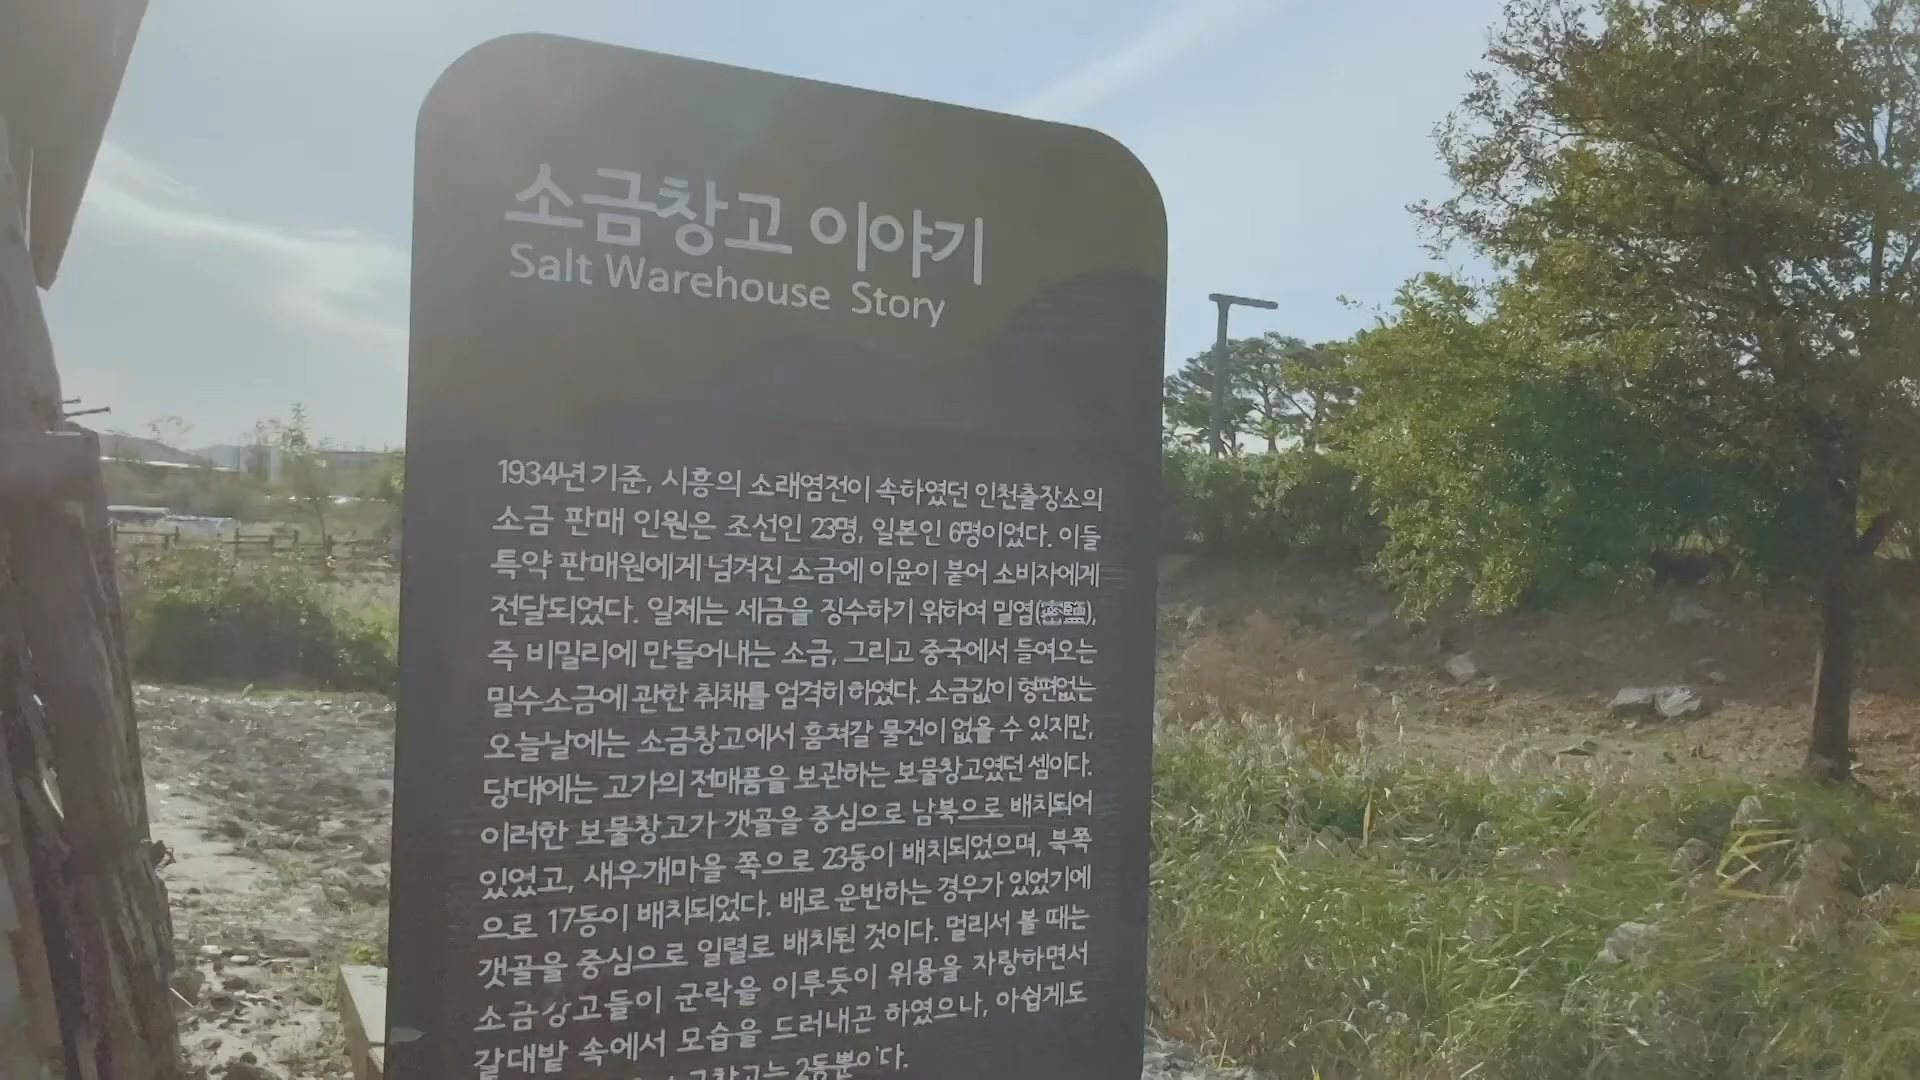 소금창고 이야기
Salt Warehouse Story
1934년 기준, 시흥의 소래염전이 속하였던 인천출장소의
소금 판매 인원은 조선인 23명, 일본인 6명이었다. 이들
특약 판매원에게 넘겨진 소금에 이윤이 붙어 소비자에게
전달되었다. 일제는 세금을 징수하기 위하여 밀염(密鹽),
즉 비밀리에 만들어내는 소금, 그리고 중국에서 들여오는
밀수소금에 관한 취채를 엄격히 하였다. 소금값이 형편없는
오늘날에는 소금창고에서 훔쳐갈 물건이 없을 수 있지만,
당대에는 고가의 전매품을 보관하는 보물창고였던 셈이다.
이러한 보물창고가 갯골을 중심으로 남북으로 배치되어
있었고, 새우개마을 쪽으로 23동이 배치되었으며, 북쪽
으로 17동이 배치되었다. 배로 운반하는 경우가 있었기에
갯골을 중심으로 일렬로 배치된 것이다. 멀리서 볼 때는
소금창고들이 군락을 이루듯이 위용을 자랑하면서
갈대밭 속에서 모습을 드러내곤 하였으나, 아쉽게도
소금창고는 2동뿐이다.